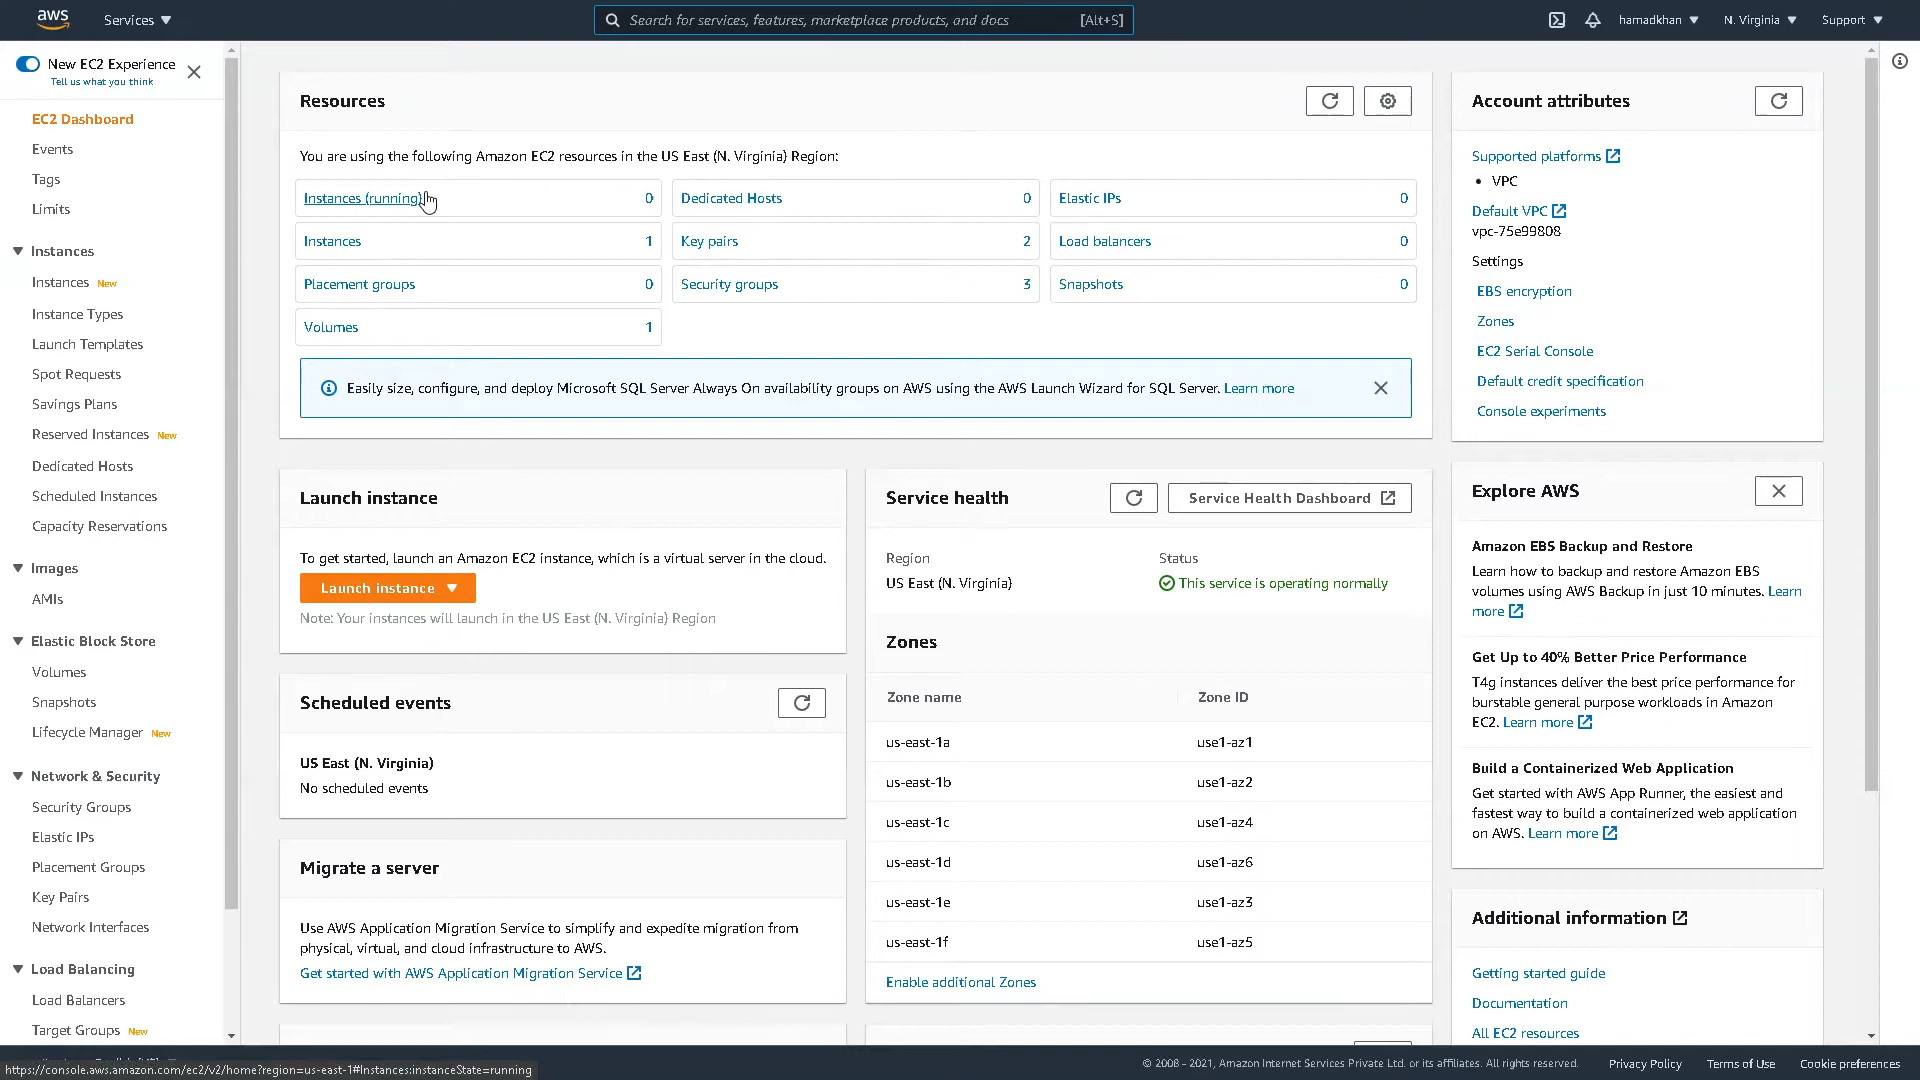 aws
Services
Search for services, features, marketplace products, and docs
[Alt+S]
hamadkhan
N. Virginia
Support
New EC2 Experience
Tell us what you think
EC2 Dashboard
Events
Tags
Limits
Instances
Instances New
Instance Types
Launch Templates
Spot Requests
Savings Plans
Reserved Instances New
Dedicated Hosts
Scheduled Instances
Capacity Reservations
Images
AMIs
Elastic Block Store
Volumes
Snapshots
Lifecycle Manager New
Network & Security
Security Groups
Elastic IPs
Placement Groups
Key Pairs
Network Interfaces
Load Balancing
Load Balancers
Target Groups New
Resources
You are using the following Amazon EC2 resources in the US East (N. Virginia) Region:
Instances (running) 0
Dedicated Hosts 0
Elastic IPs 0
Instances 1
Key pairs 2
Load balancers 0
Placement groups 0
Security groups 3
Snapshots 0
Volumes 1
Easily size, configure, and deploy Microsoft SQL Server Always On availability groups on AWS using the AWS Launch Wizard for SQL Server. Learn more
Launch instance
To get started, launch an Amazon EC2 instance, which is a virtual server in the cloud.
Launch instance
Note: Your instances will launch in the US East (N. Virginia) Region
Scheduled events
US East (N. Virginia)
No scheduled events
Migrate a server
Use AWS Application Migration Service to simplify and expedite migration from
physical, virtual, and cloud infrastructure to AWS.
Get started with AWS Application Migration Service
Service health
Service Health Dashboard
Region
Status
US East (N. Virginia)
This service is operating normally
Zones
Zone name Zone ID
us-east-1a use1-az1
us-east-1b use1-az2
us-east-1c use1-az4
us-east-1d use1-az6
us-east-1e use1-az3
us-east-1f use1-az5
Enable additional Zones
Account attributes
Supported platforms
• VPC
Default VPC
vpc-75e99808
Settings
EBS encryption
Zones
EC2 Serial Console
Default credit specification
Console experiments
Explore AWS
Amazon EBS Backup and Restore
Learn how to backup and restore Amazon EBS
volumes using AWS Backup in just 10 minutes. Learn
more
Get Up to 40% Better Price Performance
T4g instances deliver the best price performance for
burstable general purpose workloads in Amazon
EC2. Learn more
Build a Containerized Web Application
Get started with AWS App Runner, the easiest and
fastest way to build a containerized web application
on AWS. Learn more
Additional information
Getting started guide
Documentation
All EC2 resources
https://console.aws.amazon.com/ec2/v2/home?region=us-east-1#Instances:instanceState=running
© 2008 - 2021, Amazon Internet Services Private Ltd. or its affiliates. All rights reserved.
Privacy Policy
Terms of Use
Cookie preferences